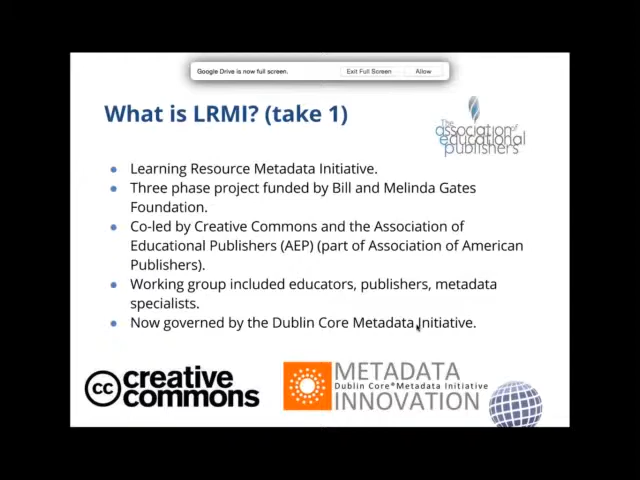 Google Drive is now full screen. Exit Full Screen Allow
What is LRMI? (take 1)
The
association of
educational
publishers
Learning Resource Metadata Initiative.
Three phase project funded by Bill and Melinda Gates
Foundation.
Co-led by Creative Commons and the Association of
Educational Publishers (AEP) (part of Association of American
Publishers).
Working group included educators, publishers, metadata
specialists.
Now governed by the Dublin Core Metadata Initiative.
cc creative
commons
METADATA
Dublin Core®Metadata Initiative
INNOVATION